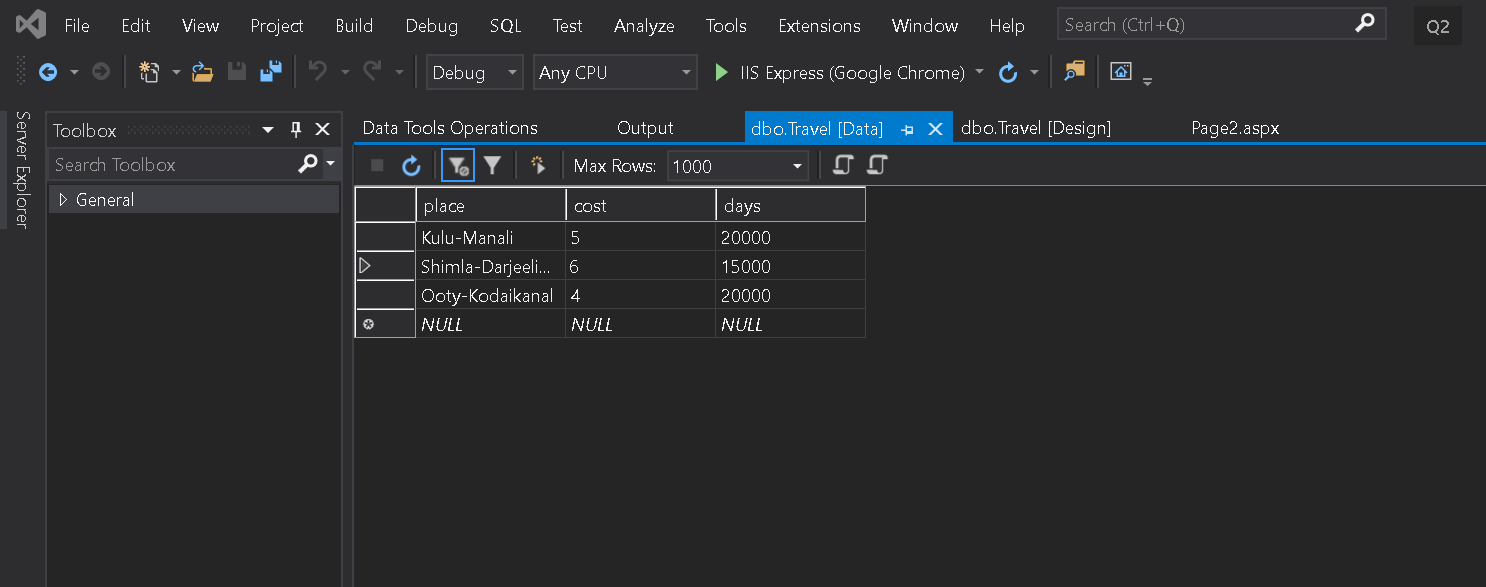 File Edit View Project Build Debug SQL Test Analyze Tools Extensions Window Help Search (Ctrl+Q) Q2
Debug Any CPU IIS Express (Google Chrome)
Server Explorer
Toolbox
Search Toolbox
General
Data Tools Operations Output dbo.Travel [Data] dbo.Travel [Design] Page2.aspx
Max Rows: 1000
place cost days
Kulu-Manali 5 20000
Shimla-Darjeeli... 6 15000
Ooty-Kodaikanal 4 20000
NULL NULL NULL